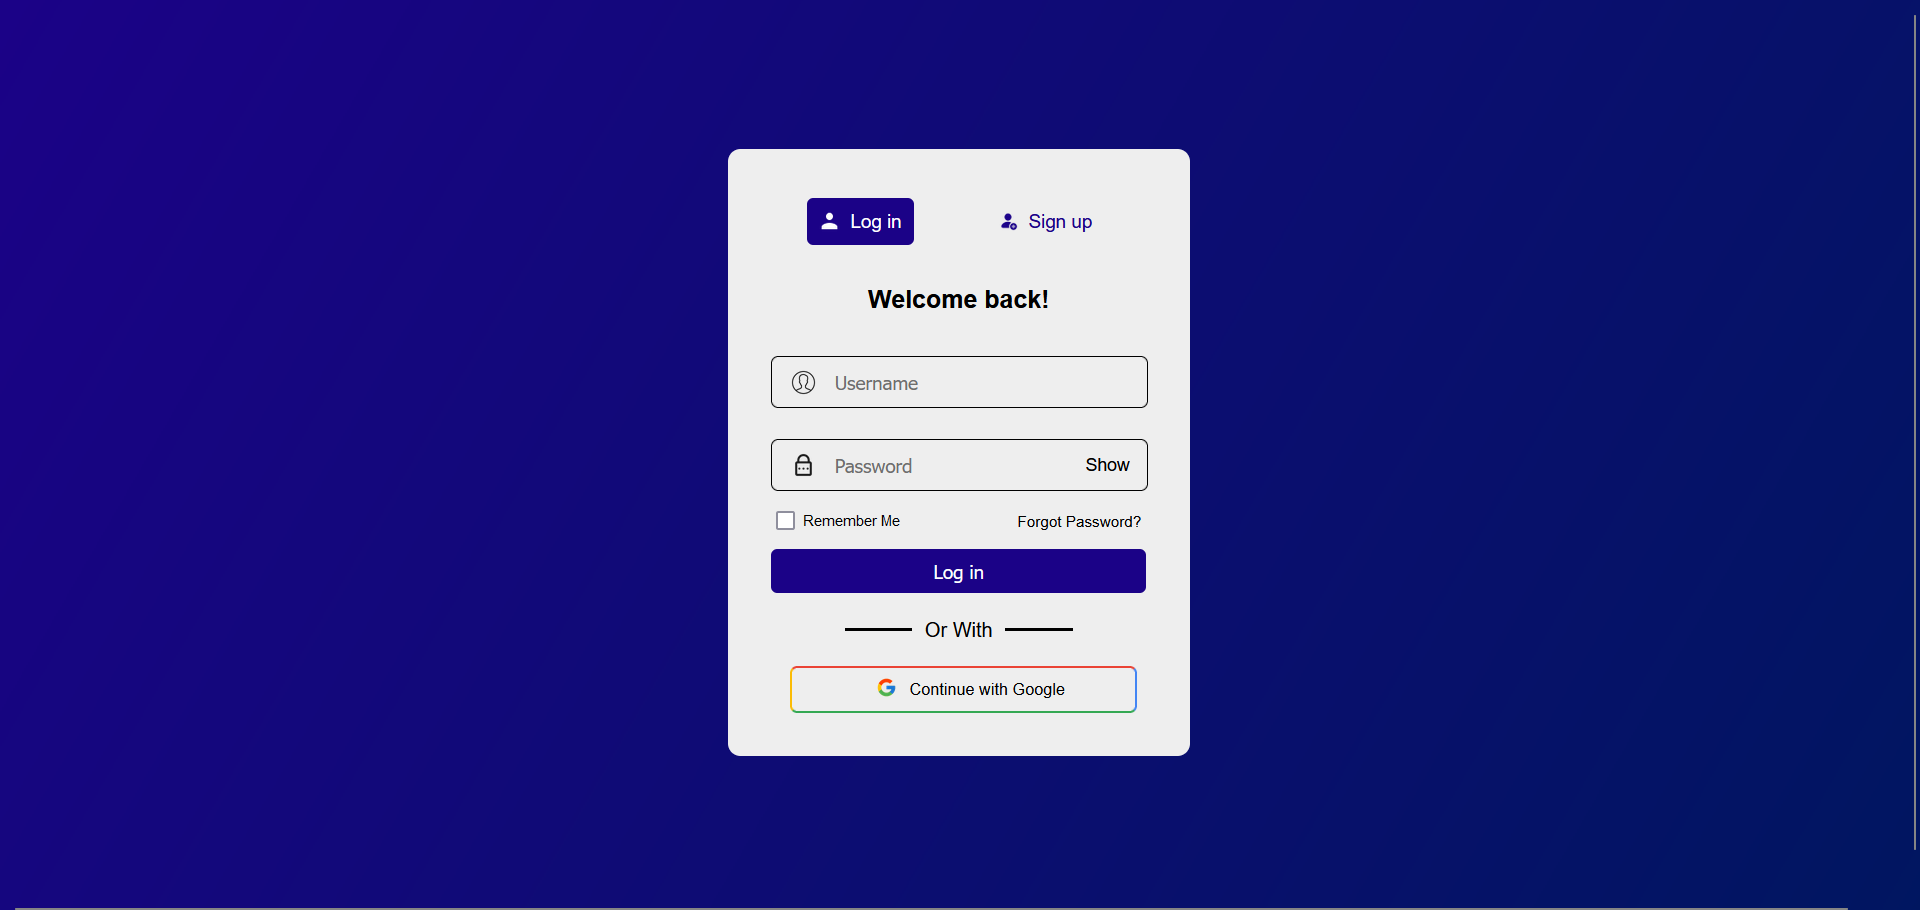 Log in
Sign up
Welcome back!
Username
Password
Show
Remember Me
Forgot Password?
Log in
Or With
Continue with Google